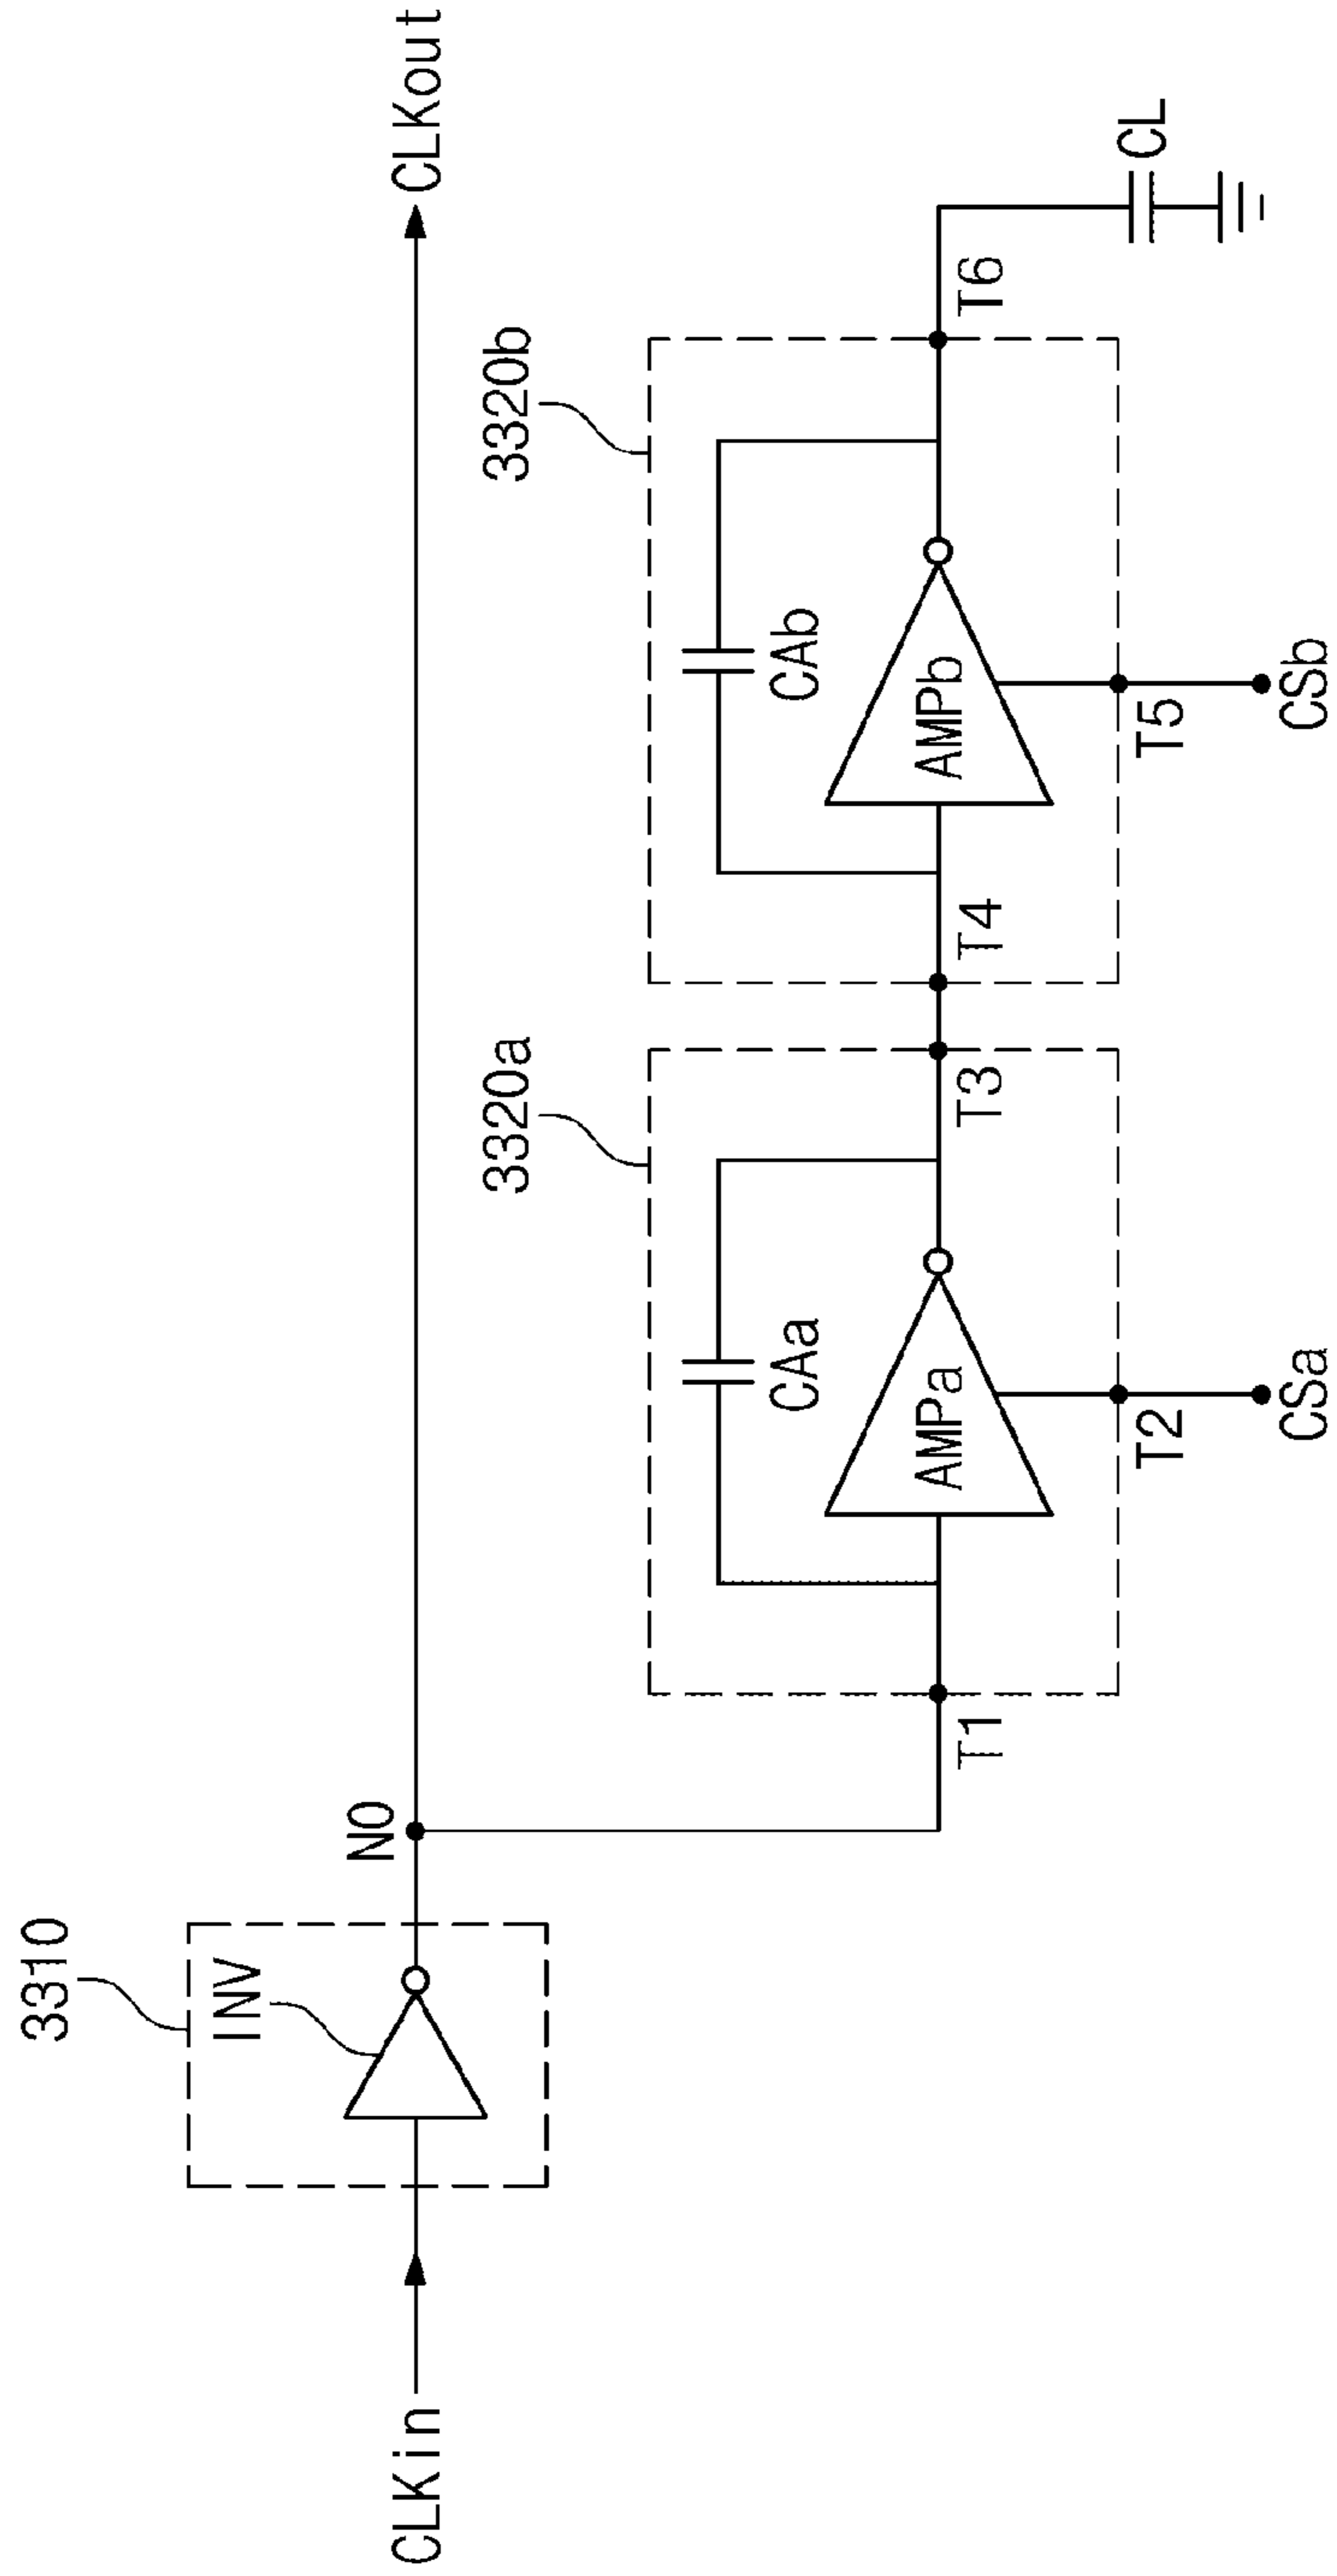 3310
INV
CLKin
N0
CLKout
3320a
CAa
AMPa
T1
T2
T3
CSa
3320b
CAb
AMPb
T4
T5
T6
CSb
CL